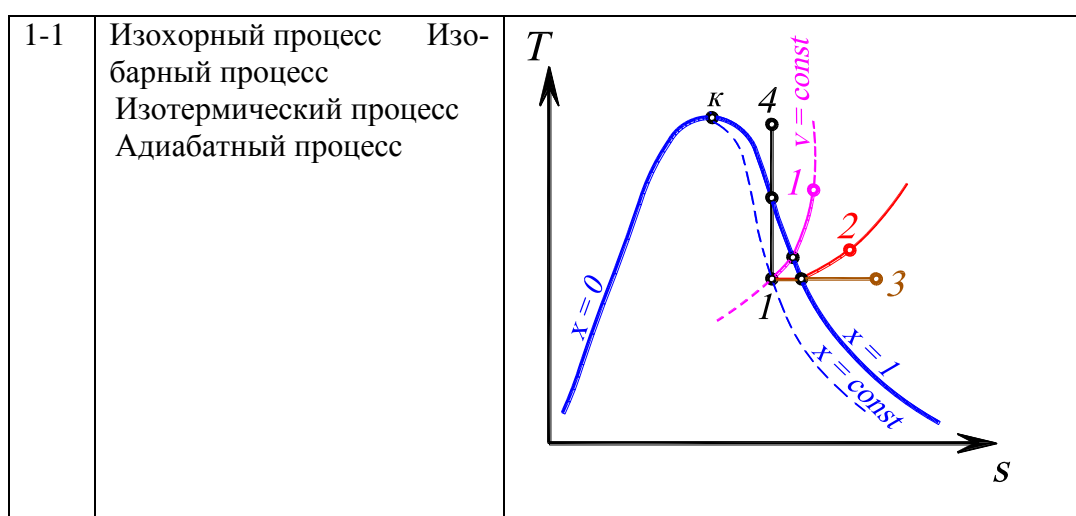 1-1
Изохорный процесс Изо-
барный процесс
Изотермический процесс
Адиабатный процесс
T
к
4
v = const
1
2
3
1
x = 0
x = 1
x = const
s